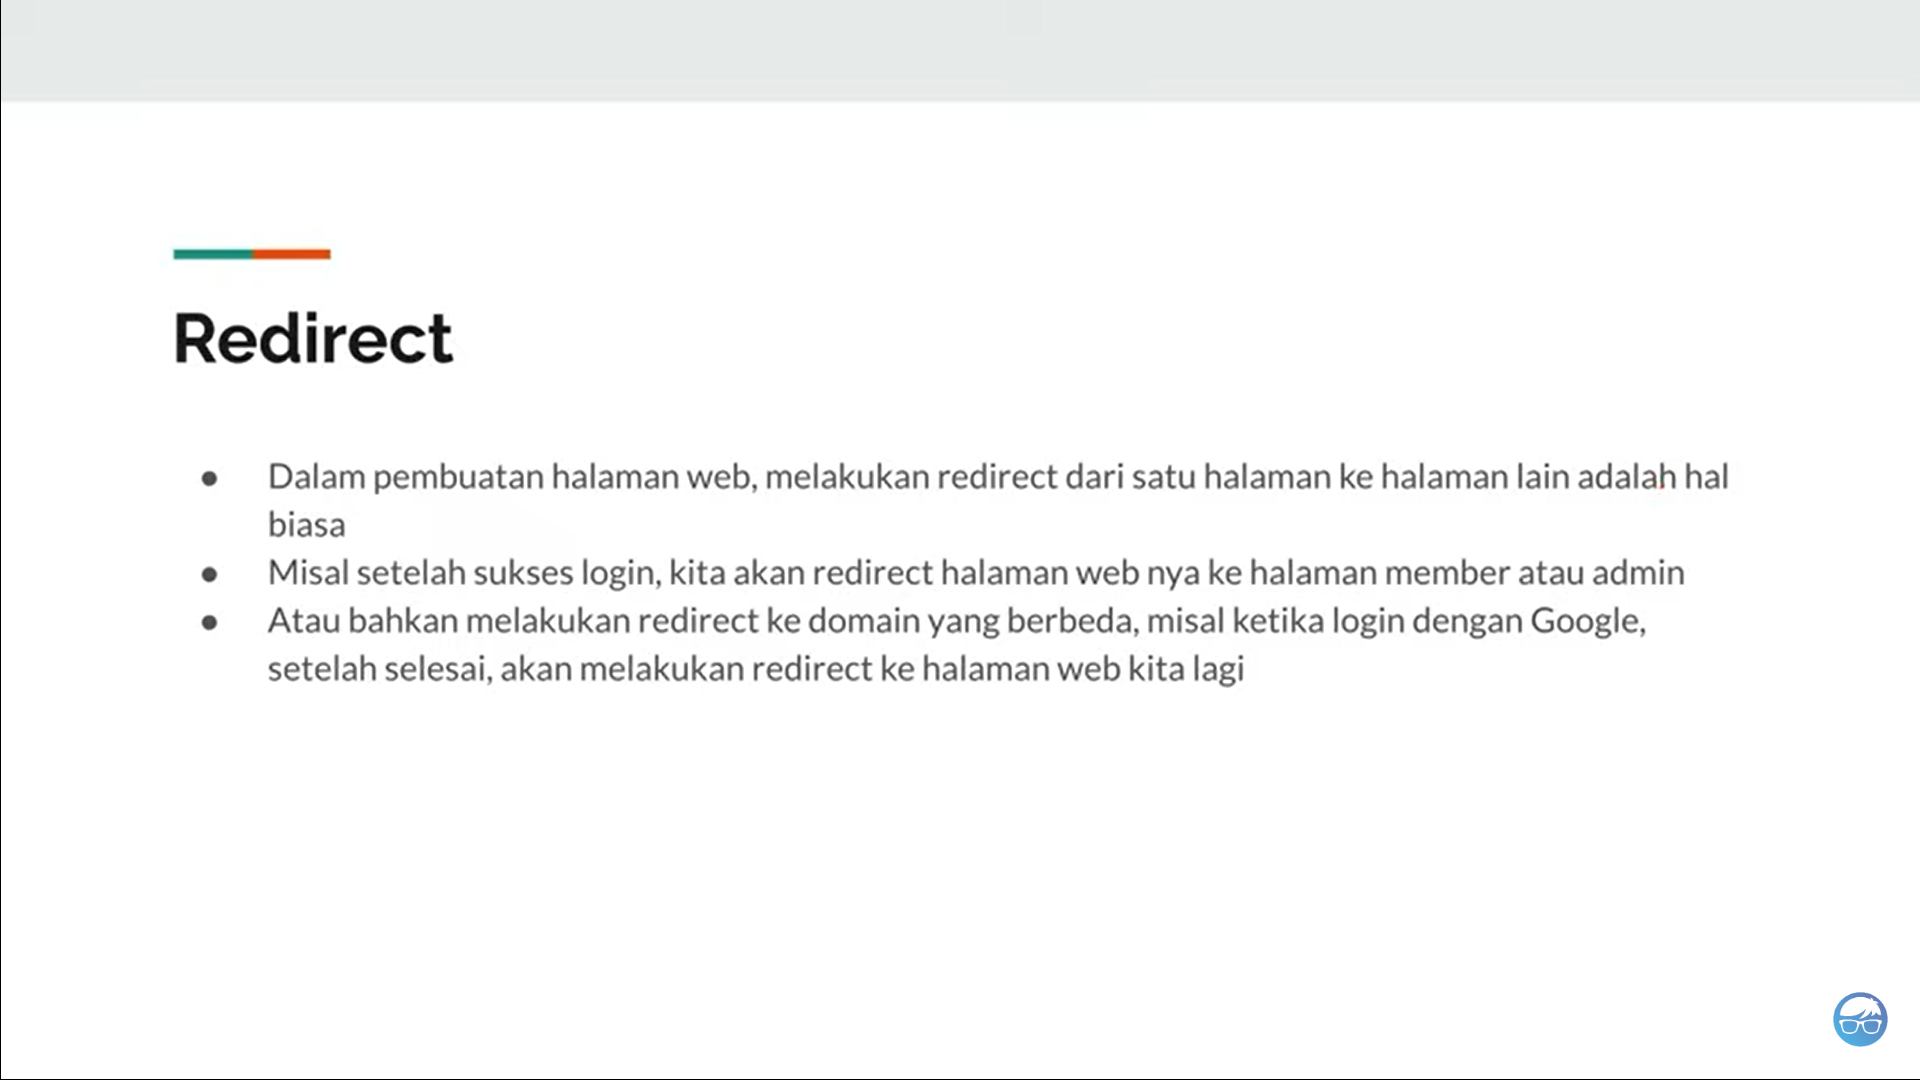 Redirect
● Dalam pembuatan halaman web, melakukan redirect dari satu halaman ke halaman lain adalah hal
biasa
● Misal setelah sukses login, kita akan redirect halaman web nya ke halaman member atau admin
● Atau bahkan melakukan redirect ke domain yang berbeda, misal ketika login dengan Google,
setelah selesai, akan melakukan redirect ke halaman web kita lagi